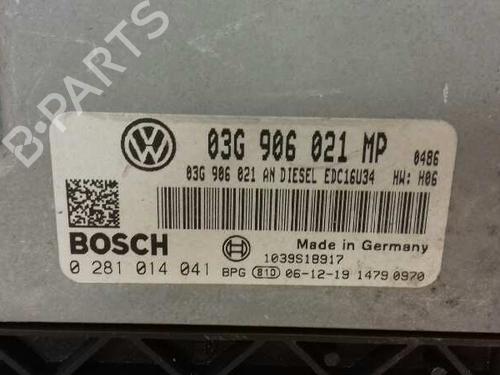 B-PARTS
03G 906 021 MP 0486
03G 906 021 AN DIESEL EDC16U34 HW: H06
BOSCH
Made in Germany
1039S18917
0 281 014 041 BPG 81D 06-12-19 1479 0970